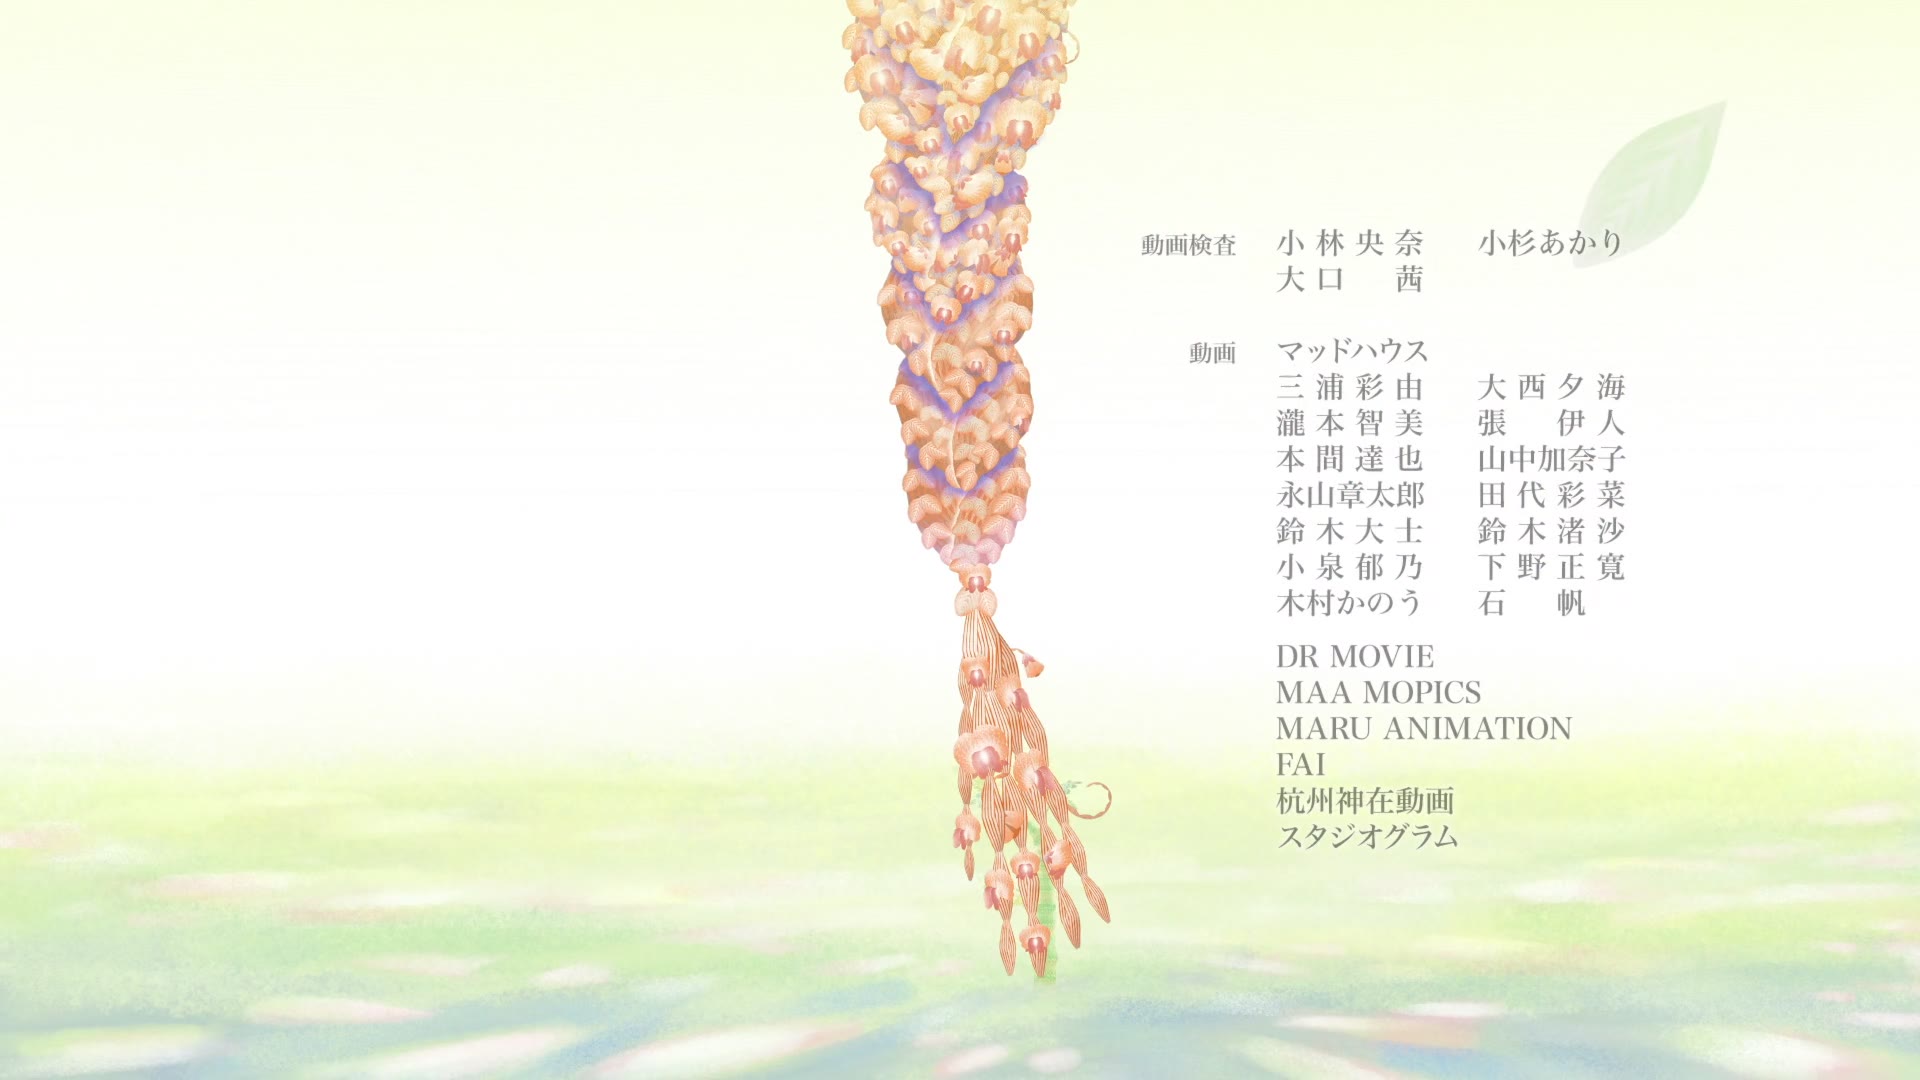 動画検査 小林央奈 小杉あかり
大口 茜
動画 マッドハウス
三浦彩由 大西夕海
瀧本智美 張 伊人
本間達也 山中加奈子
永山章太郎 田代彩菜
鈴木大士 鈴木渚沙
小泉郁乃 下野正寛
木村かのう 石 帆
DR MOVIE
MAA MOPICS
MARU ANIMATION
FAI
杭州神在動画
スタジオグラム